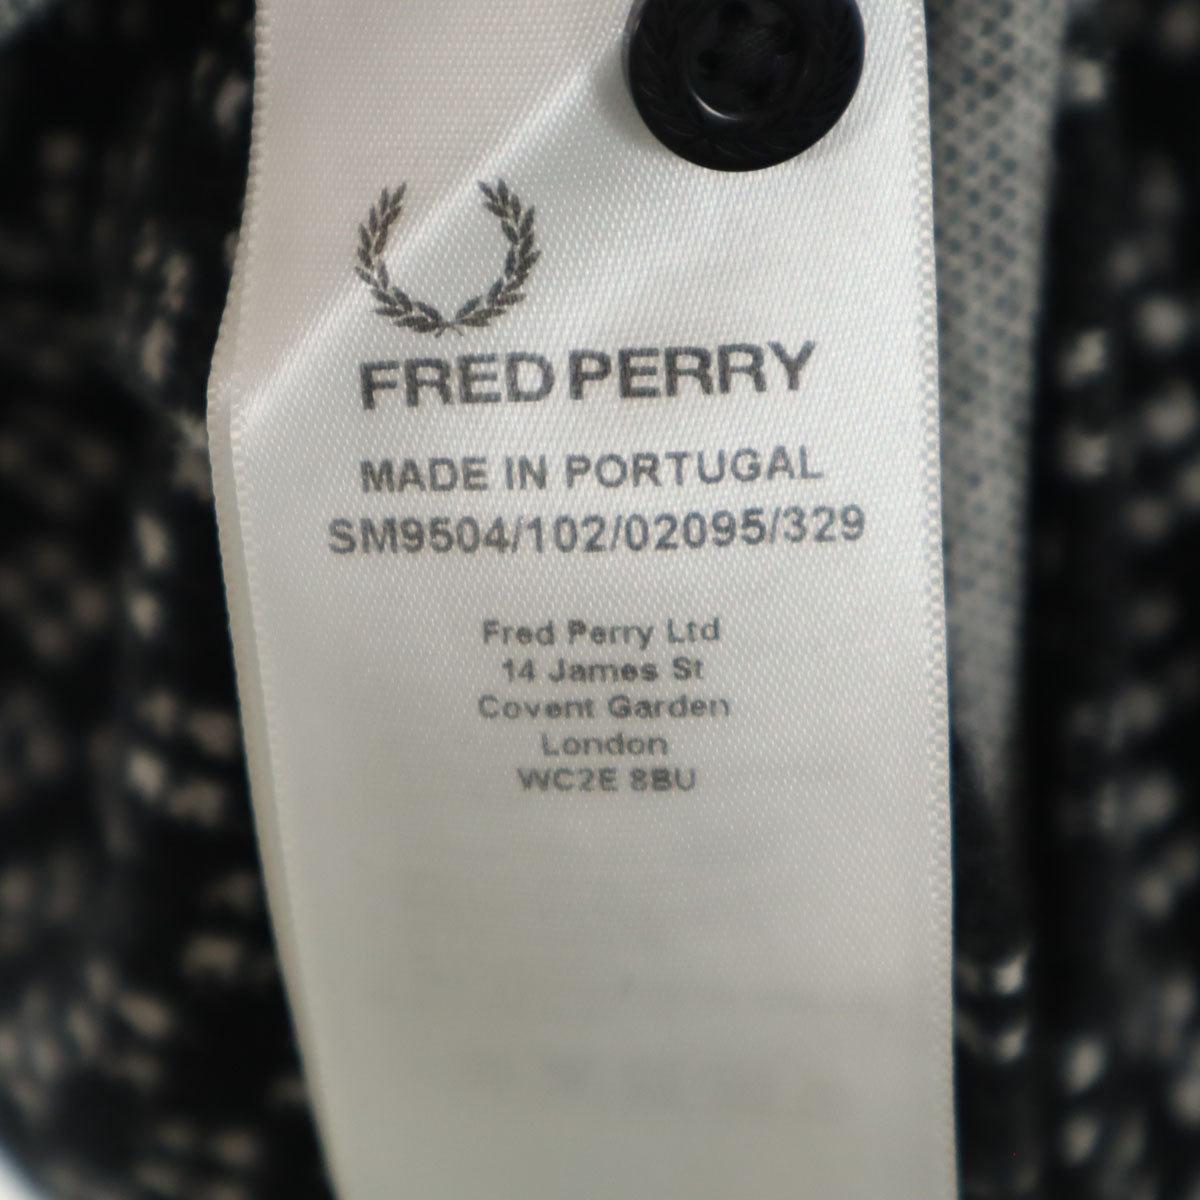 FRED PERRY
MADE IN PORTUGAL
SM9504/102/02095/329
Fred Perry Ltd
14 James St
Covent Garden
London
WC2E 8BU